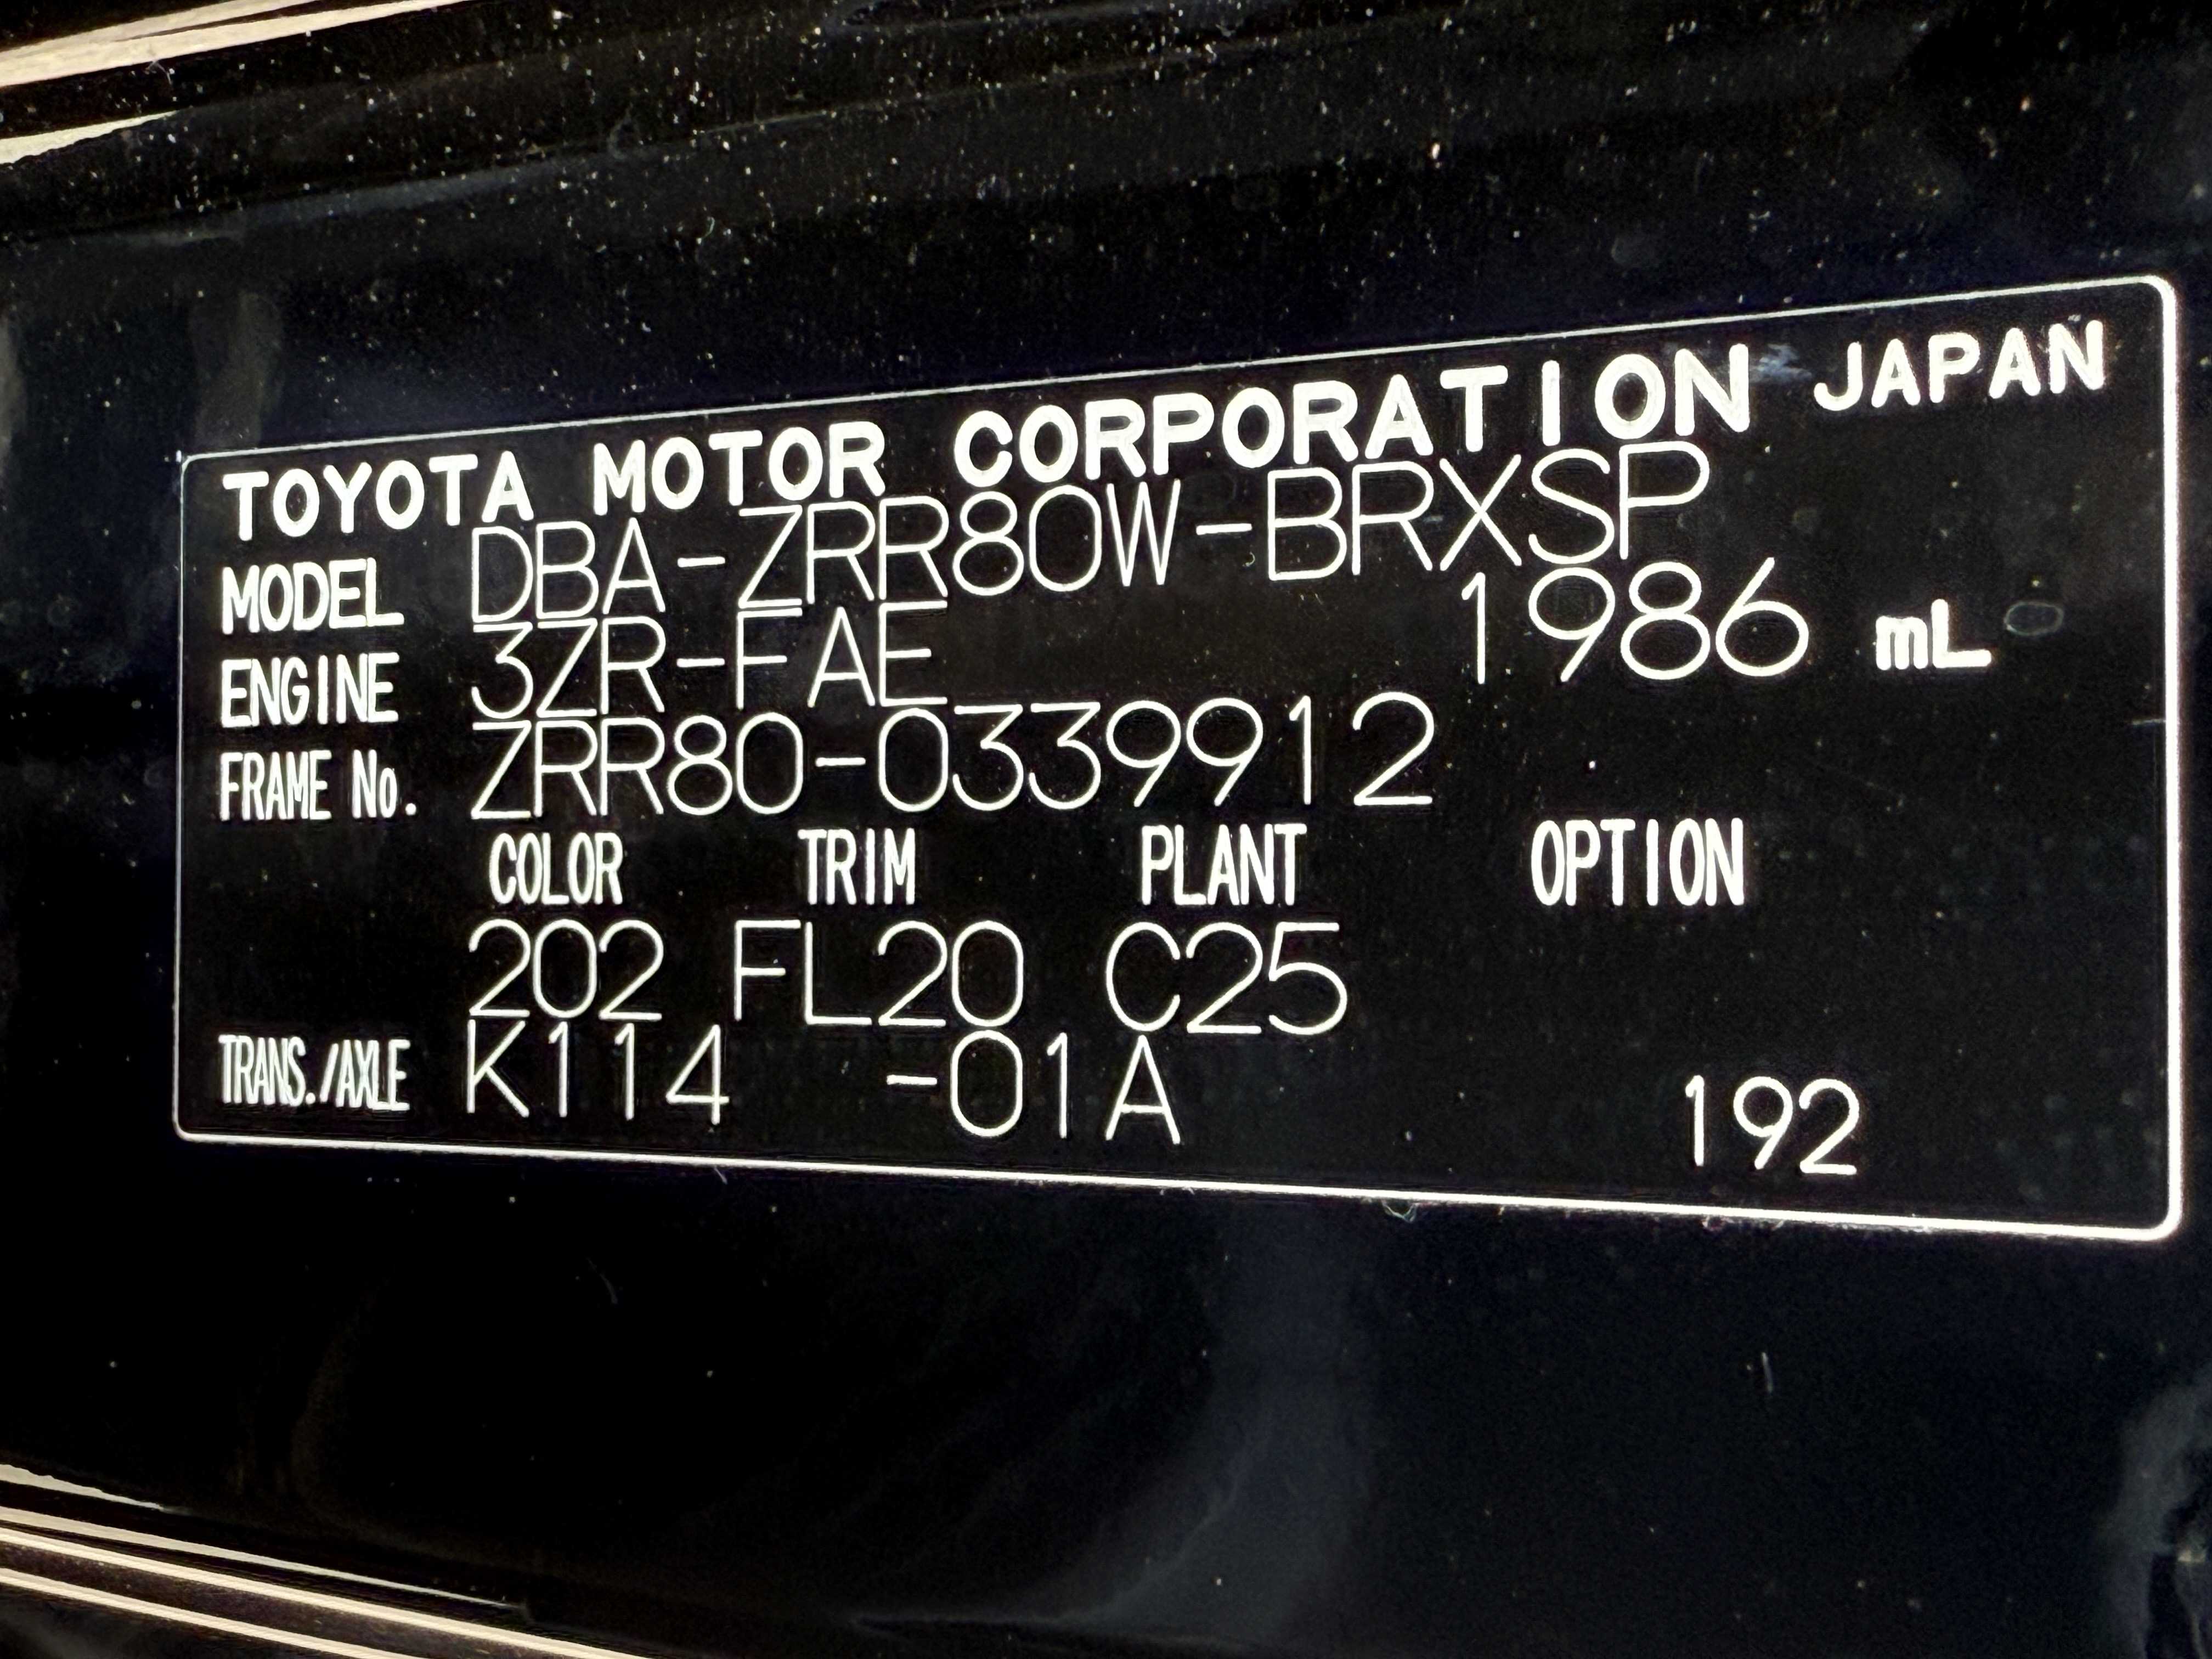 TOYOTA MOTOR CORPORATION JAPAN
MODEL DBA-ZRR80W-BRXSP
ENGINE 3ZR-FAE 1986 mL
FRAME No. ZRR80-0339912
COLOR TRIM PLANT OPTION
202 FL20 C25
TRANS./AXLE K114 -01A 192